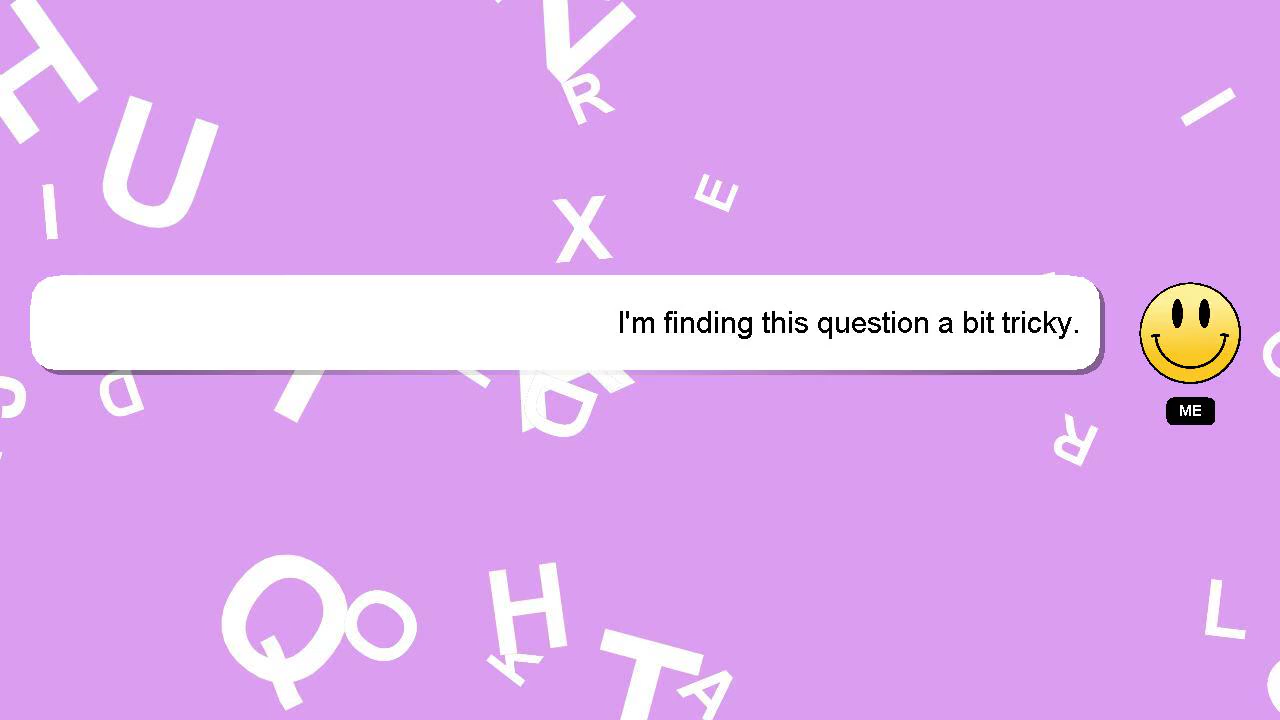 H
U
V
R
I
I
E
X
I'm finding this question a bit tricky.
ME
S
D
R
D
Q
O
H
K
T
A
L